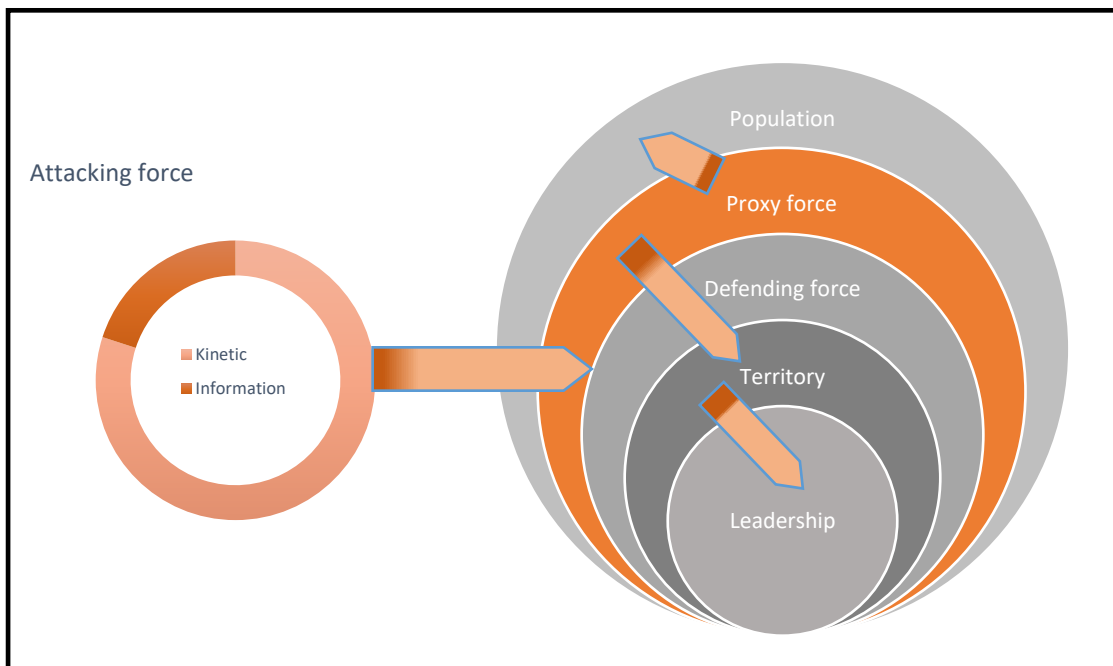 Attacking force
Kinetic
Information
Population
Proxy force
Defending force
Territory
Leadership